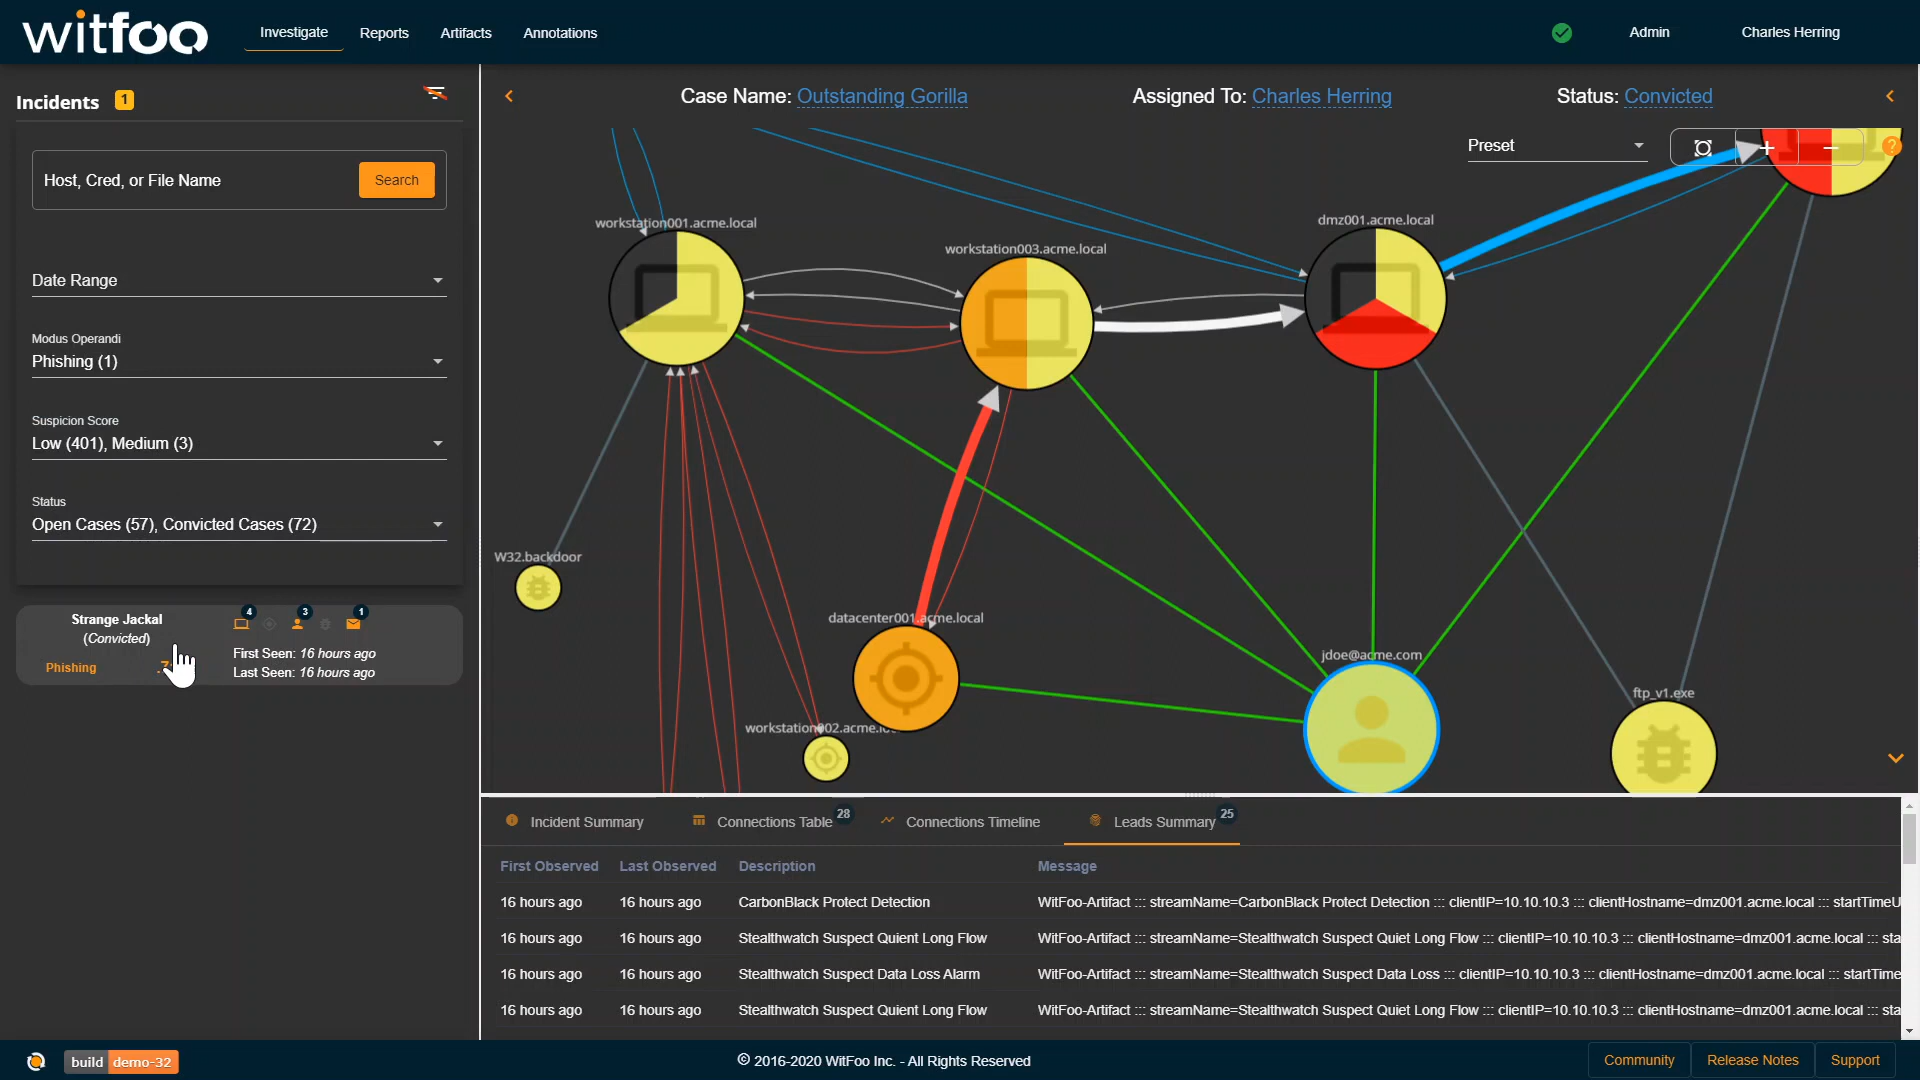 witfoo
Investigate
Reports
Artifacts
Annotations
Admin
Charles Herring
Incidents 1
Host, Cred, or File Name
Search
Date Range
Modus Operandi
Phishing (1)
Suspicion Score
Low (401), Medium (3)
Status
Open Cases (57), Convicted Cases (72)
Strange Jackal
(Convicted)
Phishing
4
3
1
First Seen: 16 hours ago
Last Seen: 16 hours ago
Case Name: Outstanding Gorilla
Assigned To: Charles Herring
Status: Convicted
Preset
?
workstation001.acme.local
workstation003.acme.local
dmz001.acme.local
W32.backdoor
datacenter001.acme.local
workstation002.acme.
jdoe@acme.com
ftp_v1.exe
Incident Summary
Connections Table 28
Connections Timeline
Leads Summary 25
First Observed Last Observed Description Message
16 hours ago 16 hours ago CarbonBlack Protect Detection WitFoo-Artifact ::: streamName=CarbonBlack Protect Detection ::: clientIP=10.10.10.3 ::: clientHostname=dmz001.acme.local ::: startTimeU
16 hours ago 16 hours ago Stealthwatch Suspect Quient Long Flow WitFoo-Artifact ::: streamName=Stealthwatch Suspect Quiet Long Flow ::: clientIP=10.10.10.3 ::: clientHostname=dmz001.acme.local ::: sta
16 hours ago 16 hours ago Stealthwatch Suspect Data Loss Alarm WitFoo-Artifact ::: streamName=Stealthwatch Suspect Data Loss ::: clientIP=10.10.10.3 ::: clientHostname=dmz001.acme.local ::: startTime
16 hours ago 16 hours ago Stealthwatch Suspect Quient Long Flow WitFoo-Artifact ::: streamName=Stealthwatch Suspect Quiet Long Flow ::: clientIP=10.10.10.3 ::: clientHostname=dmz001.acme.local ::: sta
build demo-32
© 2016-2020 WitFoo Inc. - All Rights Reserved
Community
Release Notes
Support